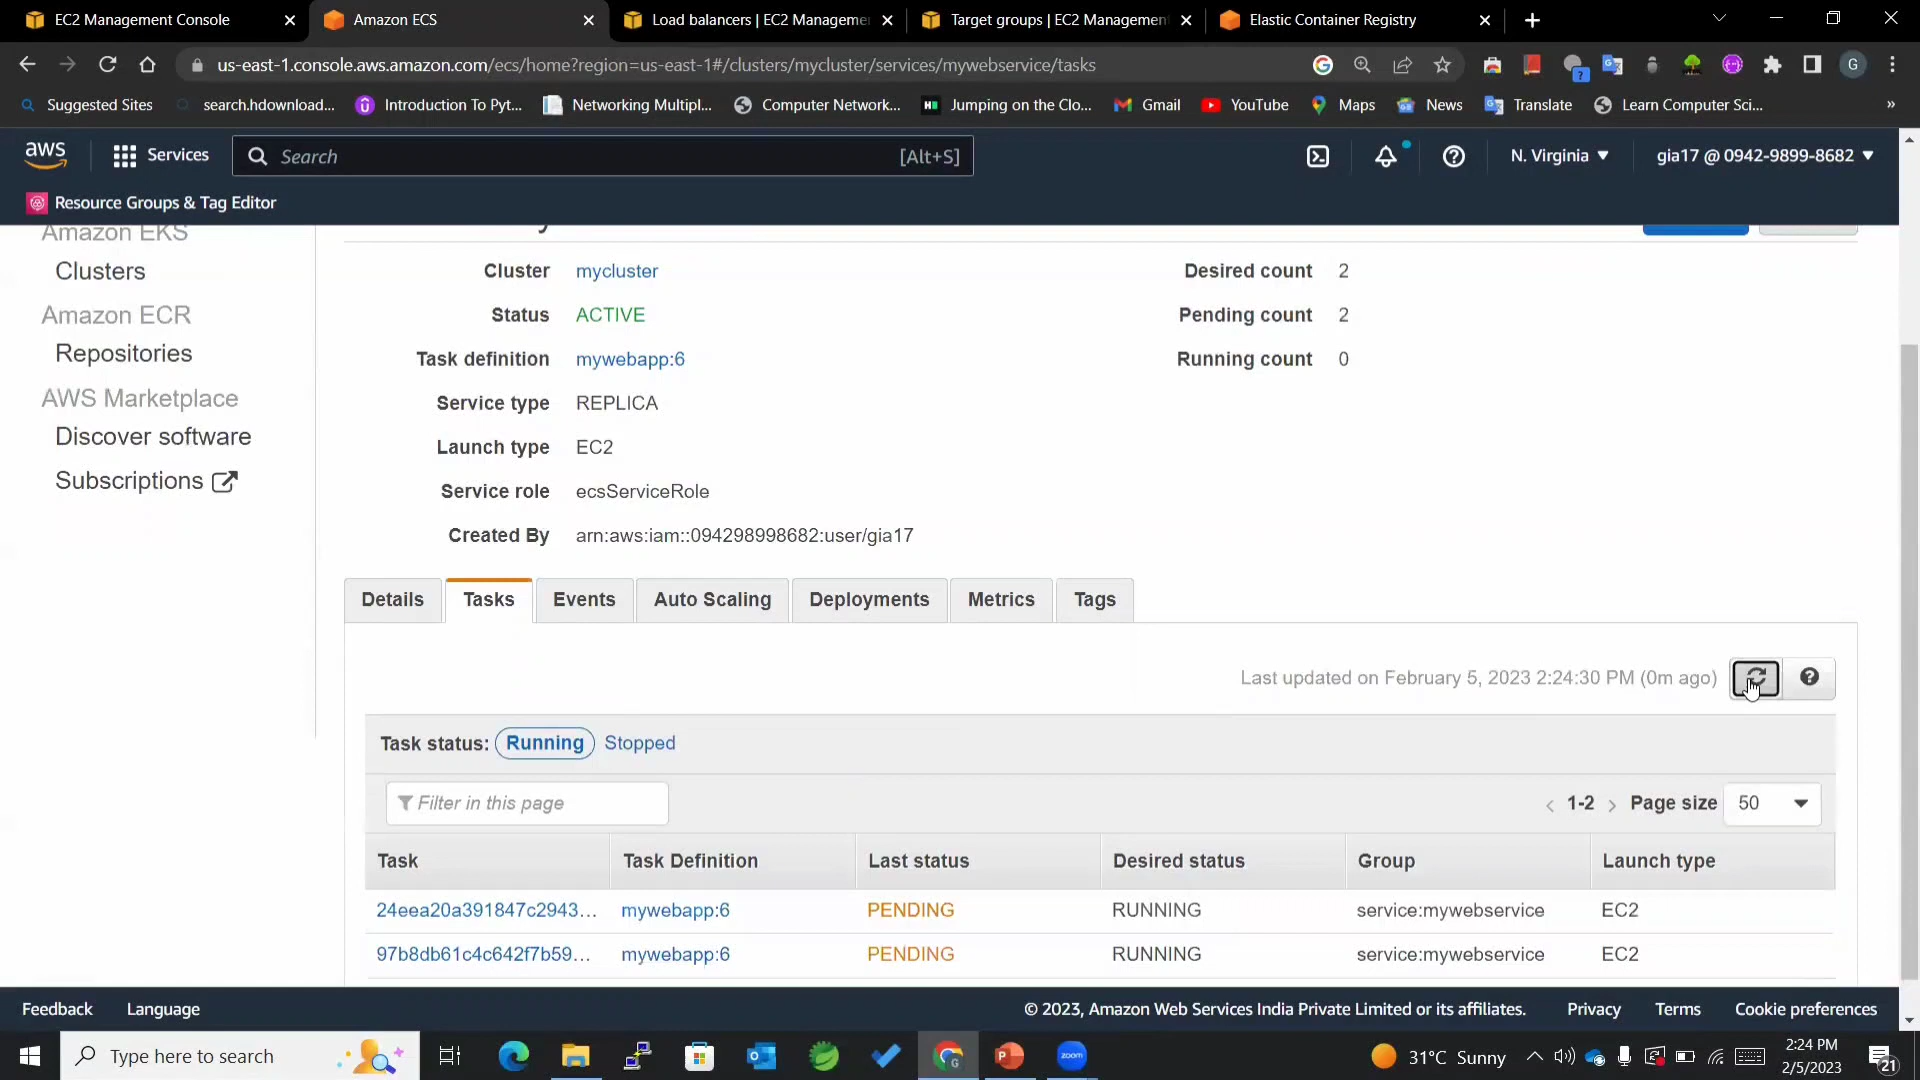 EC2 Management Console
Amazon ECS
Load balancers | EC2 Manageme
Target groups | EC2 Management
Elastic Container Registry
us-east-1.console.aws.amazon.com/ecs/home?region=us-east-1#/clusters/mycluster/services/mywebservice/tasks
G
Suggested Sites
search.hdownload...
Introduction To Pyt...
Networking Multipl...
Computer Network...
Jumping on the Clo...
Gmail
YouTube
Maps
News
Translate
Learn Computer Sci...
»
aws
Services
Search
[Alt+S]
N. Virginia
gia17 @ 0942-9899-8682
Resource Groups & Tag Editor
Amazon EKS
Clusters
Amazon ECR
Repositories
AWS Marketplace
Discover software
Subscriptions
Cluster mycluster
Status ACTIVE
Task definition mywebapp:6
Service type REPLICA
Launch type EC2
Service role ecsServiceRole
Created By arn:aws:iam::094298998682:user/gia17
Desired count 2
Pending count 2
Running count 0
Details
Tasks
Events
Auto Scaling
Deployments
Metrics
Tags
Last updated on February 5, 2023 2:24:30 PM (0m ago)
Task status: Running Stopped
Filter in this page
1-2
Page size 50
Task Task Definition Last status Desired status Group Launch type
24eea20a391847c2943... mywebapp:6 PENDING RUNNING service:mywebservice EC2
97b8db61c4c642f7b59... mywebapp:6 PENDING RUNNING service:mywebservice EC2
Feedback
Language
© 2023, Amazon Web Services India Private Limited or its affiliates.
Privacy
Terms
Cookie preferences
Type here to search
zoom
31°C Sunny
2:24 PM
2/5/2023
21